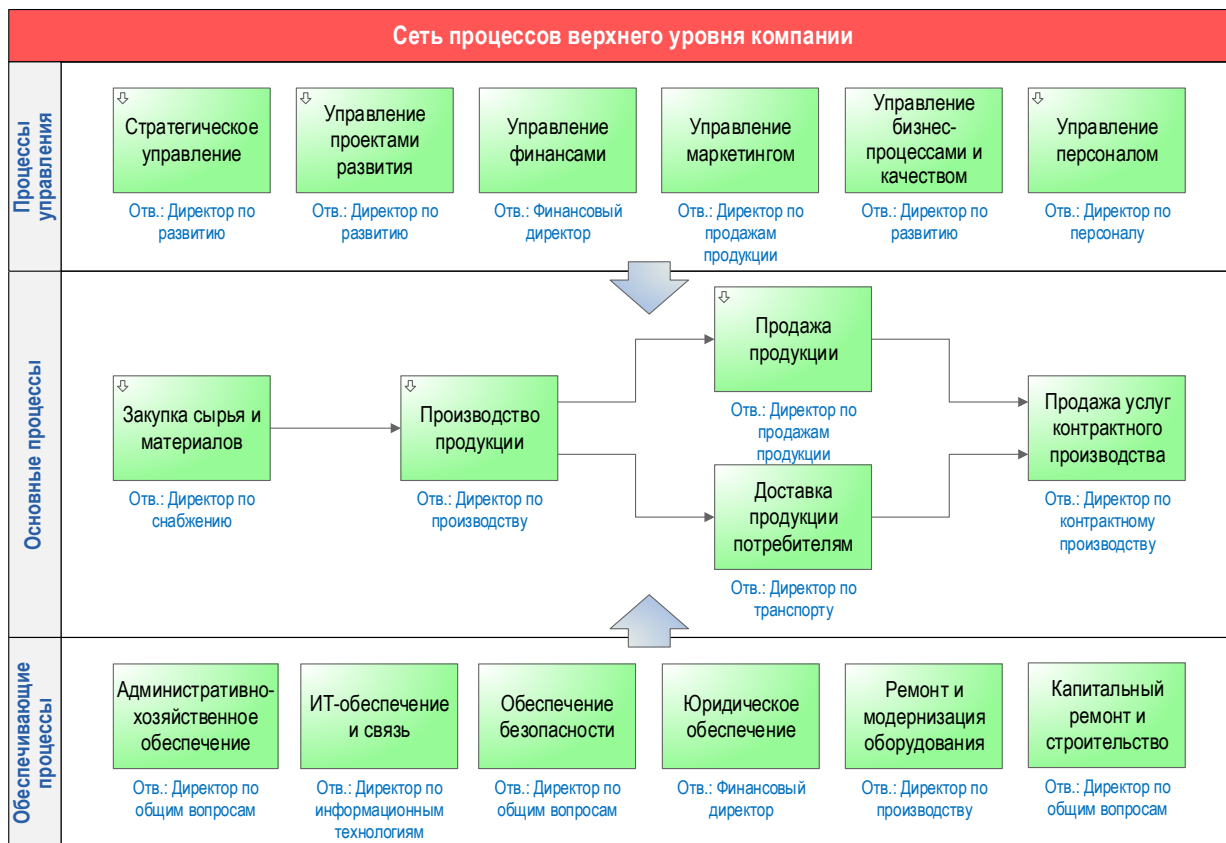 Сеть процессов верхнего уровня компании
Процессы
управления
Стратегическое
управление
Отв.: Директор по
развитию
Управление
проектами
развития
Отв.: Директор по
развитию
Управление
финансами
Отв.: Финансовый
директор
Управление
маркетингом
Отв.: Директор по
продажам
продукции
Управление
бизнес-
процессами и
качеством
Отв.: Директор по
развитию
Управление
персоналом
Отв.: Директор по
персоналу
Основные процессы
Закупка сырья и
материалов
Отв.: Директор по
снабжению
Производство
продукции
Отв.: Директор по
производству
Продажа
продукции
Отв.: Директор по
продажам
продукции
Доставка
продукции
потребителям
Отв.: Директор по
транспорту
Продажа услуг
контрактного
производства
Отв.: Директор по
контрактному
производству
Обеспечивающие
процессы
Административно-
хозяйственное
обеспечение
Отв.: Директор по
общим вопросам
ИТ-обеспечение
и связь
Отв.: Директор по
информационным
технологиям
Обеспечение
безопасности
Отв.: Директор по
общим вопросам
Юридическое
обеспечение
Отв.: Финансовый
директор
Ремонт и
модернизация
оборудования
Отв.: Директор по
производству
Капитальный
ремонт и
строительство
Отв.: Директор по
общим вопросам